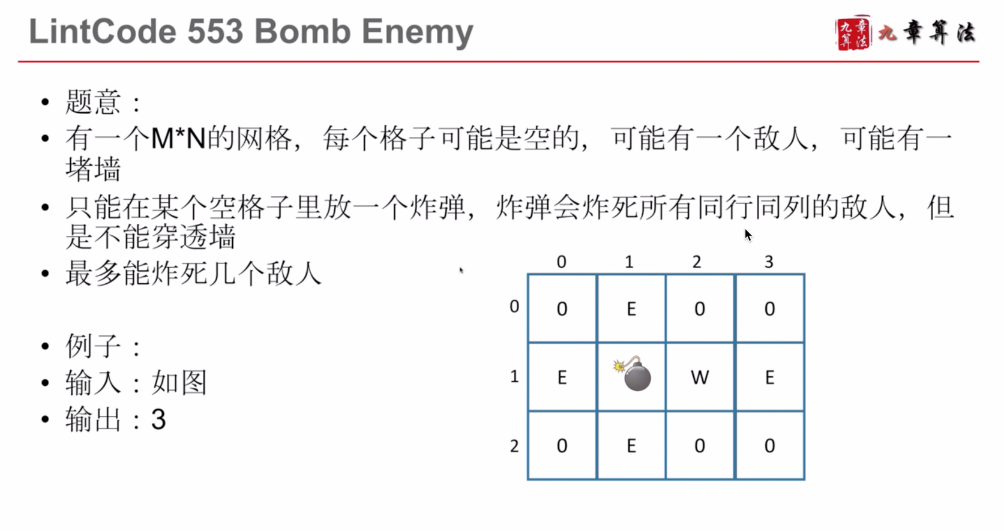 LintCode 553 Bomb Enemy
九章算法
九章算法
• 题意：
• 有一个M*N的网格，每个格子可能是空的，可能有一个敌人，可能有一
堵墙
• 只能在某个空格子里放一个炸弹，炸弹会炸死所有同行同列的敌人，但
是不能穿透墙
• 最多能炸死几个敌人
• 例子：
• 输入：如图
• 输出：3
0 1 2 3
0 0 E 0 0
1 E W E
2 0 E 0 0